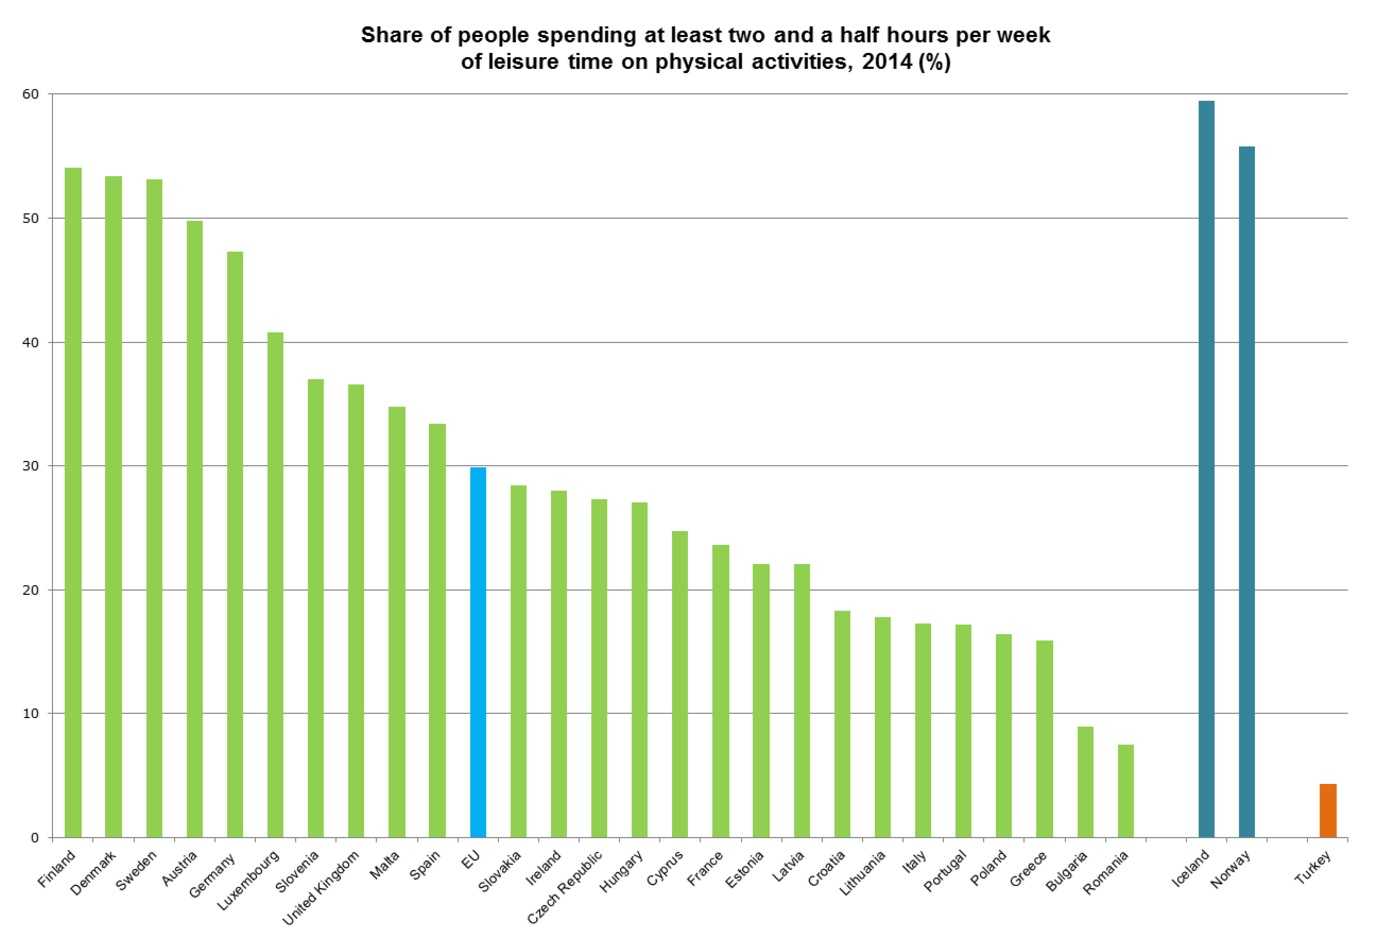 Share of people spending at least two and a half hours per week
of leisure time on physical activities, 2014 (%)
60
50
40
30
20
10
0
Finland
Denmark
Sweden
Austria
Germany
Luxembourg
Slovenia
United Kingdom
Malta
Spain
EU
Slovakia
Ireland
Czech Republic
Hungary
Cyprus
France
Estonia
Latvia
Croatia
Lithuania
Italy
Portugal
Poland
Greece
Bulgaria
Romania
Iceland
Norway
Turkey